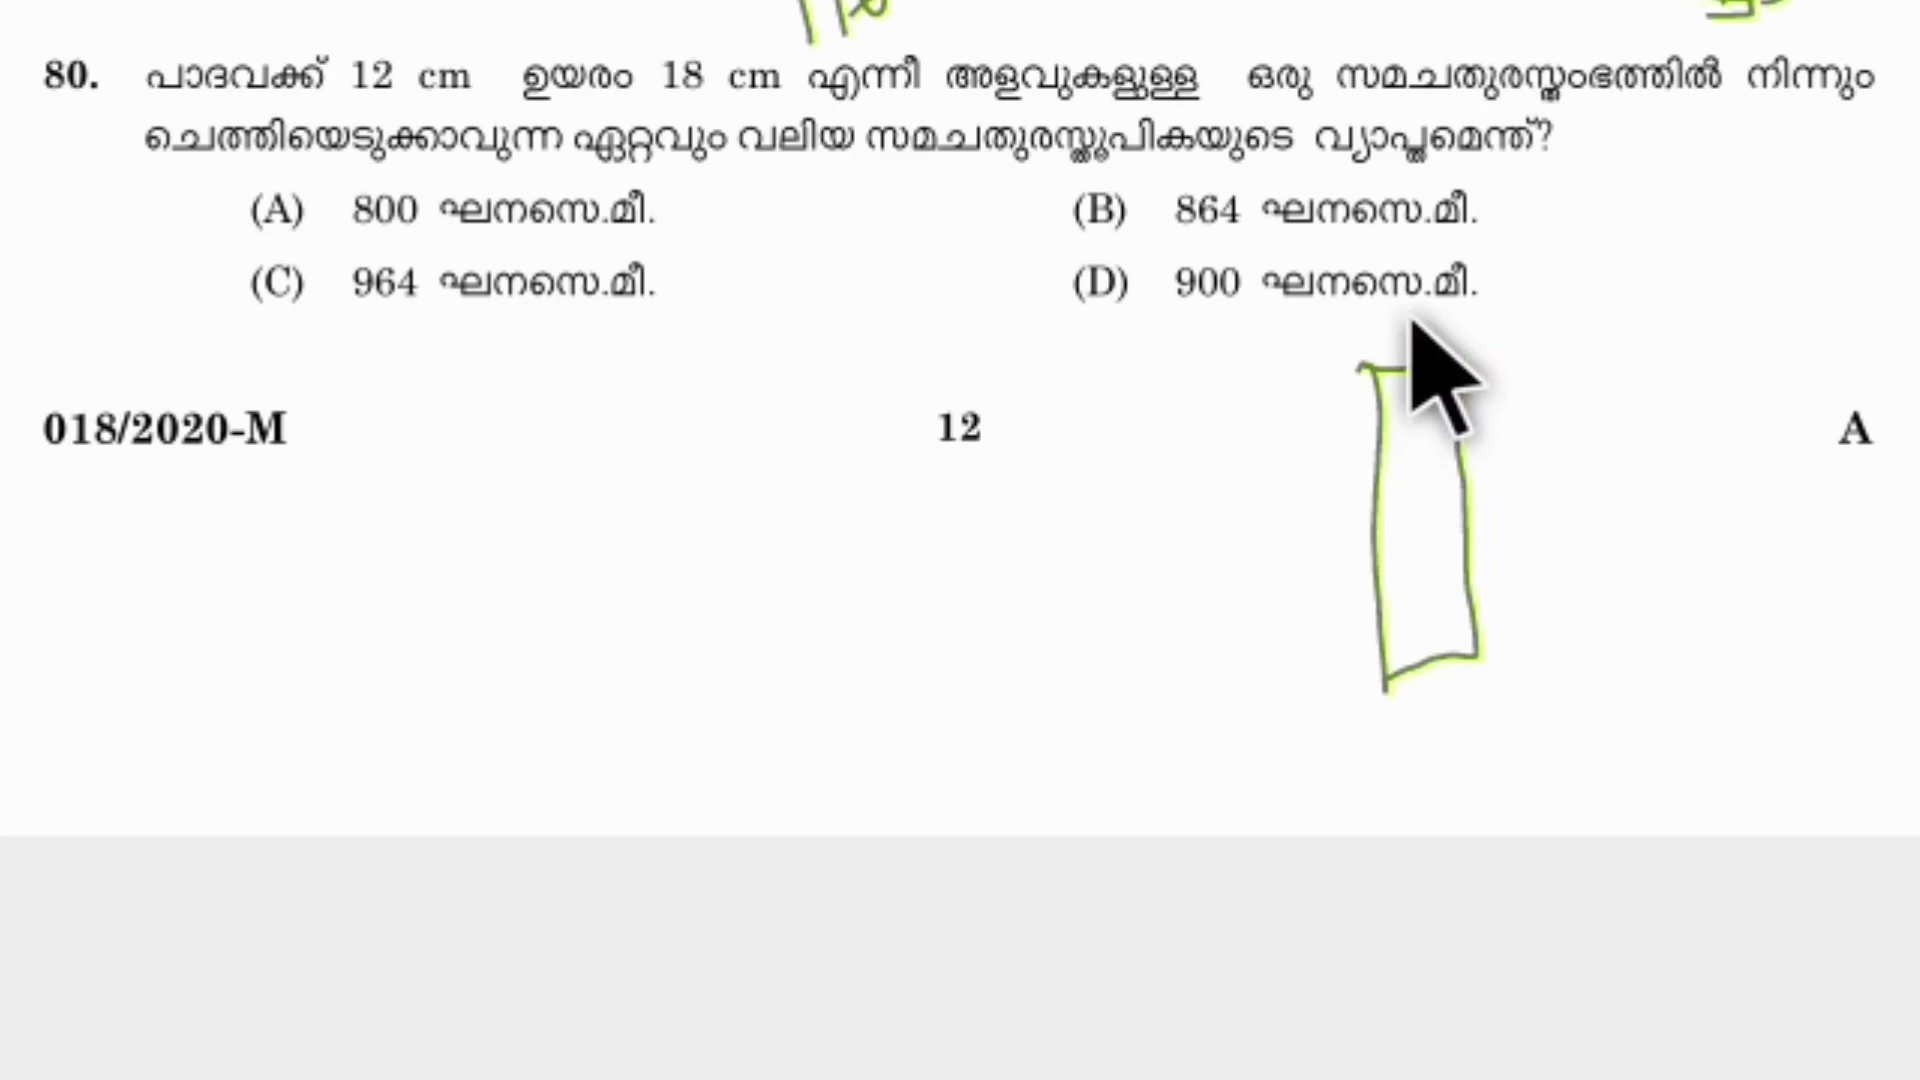 80. പാദവക്ക് 12 cm ഉയരം 18 cm എന്നീ അളവുകളുള്ള ഒരു സമചതുരസ്തംഭത്തിൽ നിന്നും
ചെത്തിയെടുക്കാവുന്ന ഏറ്റവും വലിയ സമചതുരസ്തൂപികയുടെ വ്യാപ്തമെന്ത്?
(A) 800 ഘനസെ.മീ. (B) 864 ഘനസെ.മീ.
(C) 964 ഘനസെ.മീ. (D) 900 ഘനസെ.മീ.
018/2020-M 12 A